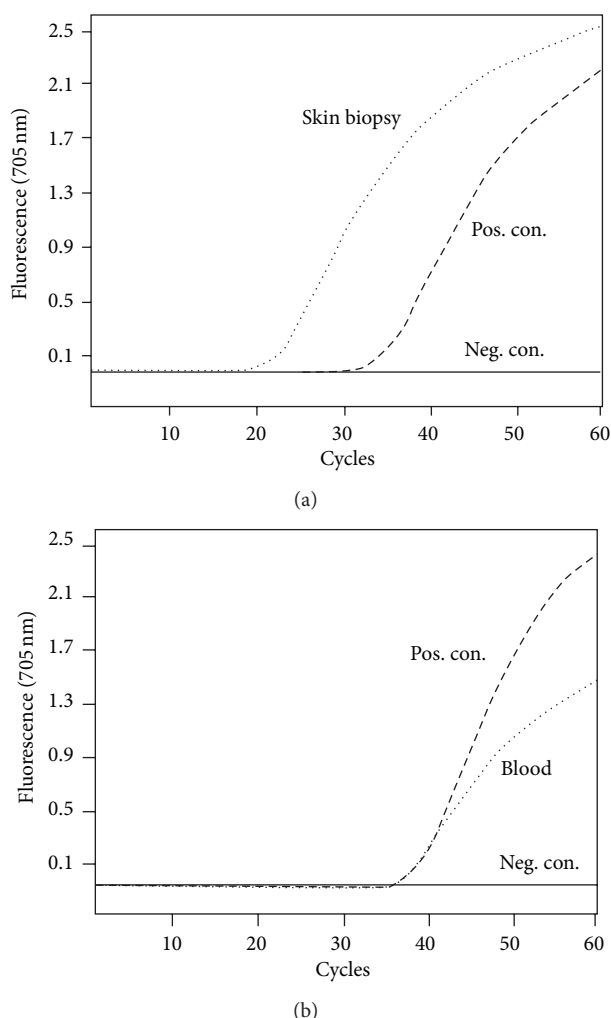 2.5
2.1
1.7
0.9
0.5
0.1
Fluorescence (705 nm)
Skin biopsy
Pos. con.
Neg. con.
10 20 30 40 50 60
Cycles
(a)
2.5
2.1
1.7
1.3
0.9
0.5
0.1
Fluorescence (705 nm)
Pos. con.
Blood
Neg. con.
10 20 30 40 50 60
Cycles
(b)